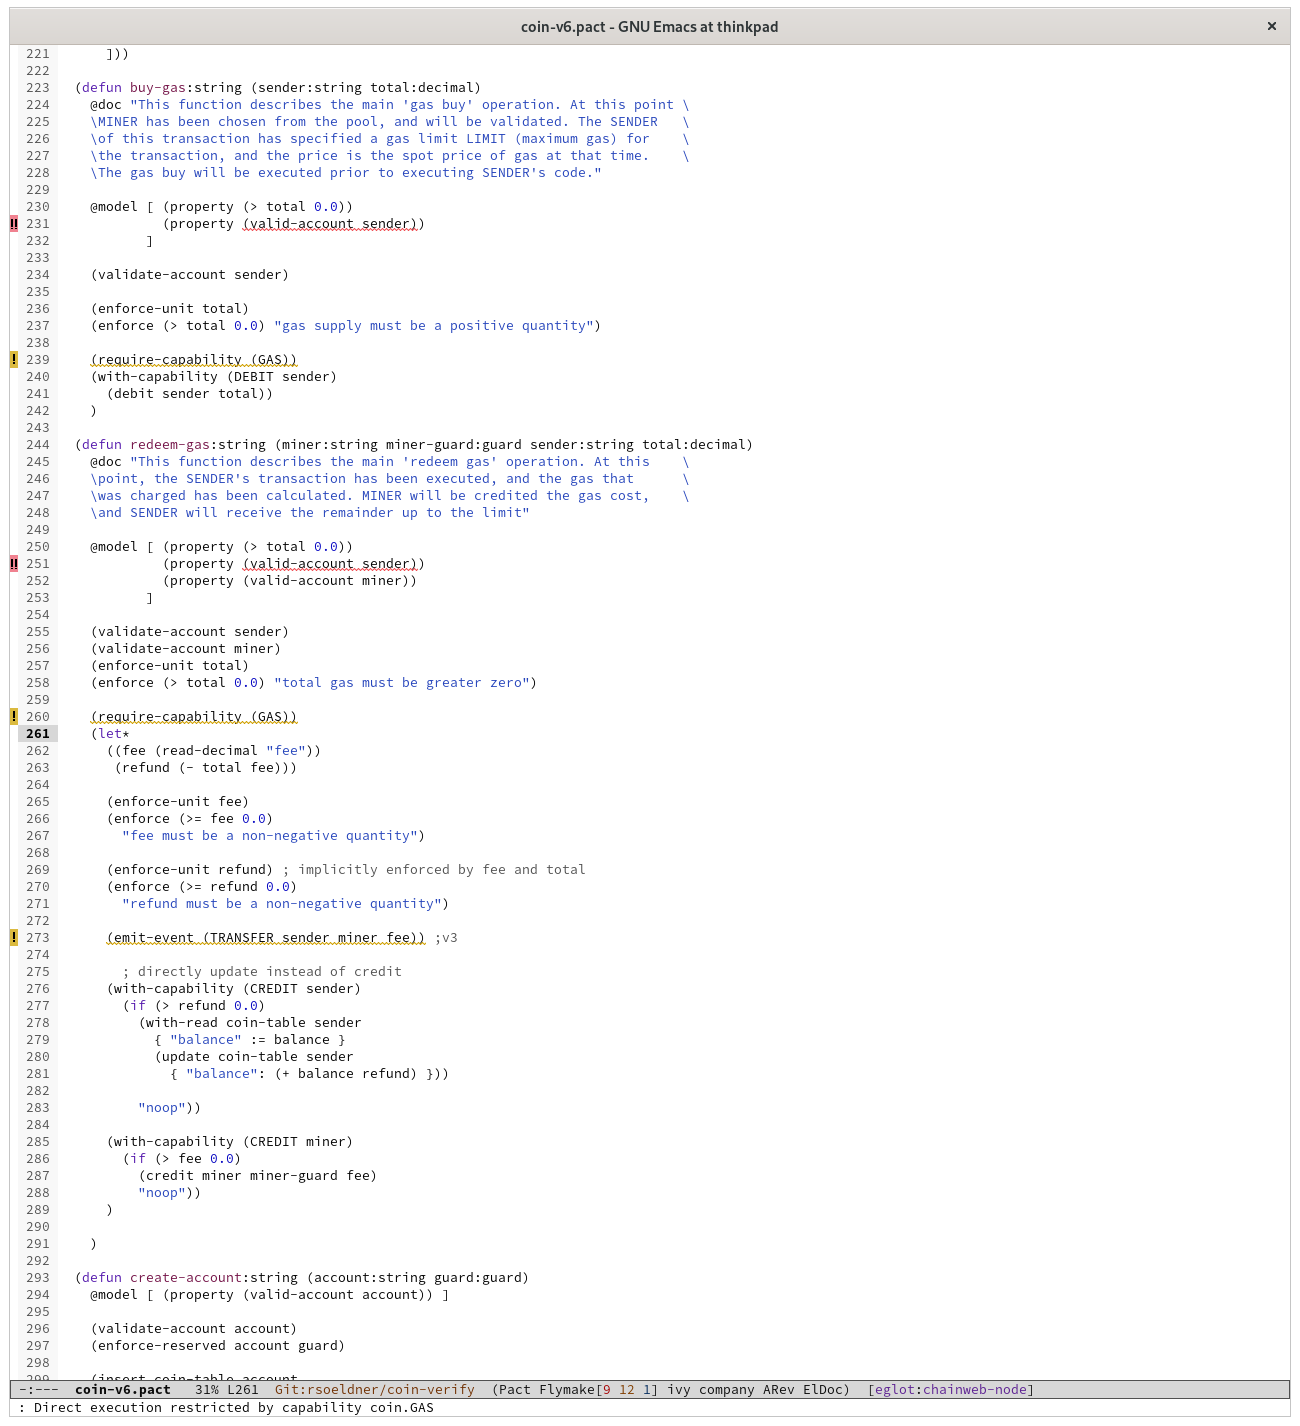 coin-v6.pact - GNU Emacs at thinkpad ×
221       ]))
222
223   (defun buy-gas:string (sender:string total:decimal)
224     @doc "This function describes the main 'gas buy' operation. At this point \
225     \MINER has been chosen from the pool, and will be validated. The SENDER   \
226     \of this transaction has specified a gas limit LIMIT (maximum gas) for    \
227     \the transaction, and the price is the spot price of gas at that time.    \
228     \The gas buy will be executed prior to executing SENDER's code."
229
230     @model [ (property (> total 0.0))
!! 231              (property (valid-account sender))
232            ]
233
234     (validate-account sender)
235
236     (enforce-unit total)
237     (enforce (> total 0.0) "gas supply must be a positive quantity")
238
! 239     (require-capability (GAS))
240     (with-capability (DEBIT sender)
241       (debit sender total))
242     )
243
244   (defun redeem-gas:string (miner:string miner-guard:guard sender:string total:decimal)
245     @doc "This function describes the main 'redeem gas' operation. At this    \
246     \point, the SENDER's transaction has been executed, and the gas that      \
247     \was charged has been calculated. MINER will be credited the gas cost,    \
248     \and SENDER will receive the remainder up to the limit"
249
250     @model [ (property (> total 0.0))
!! 251              (property (valid-account sender))
252              (property (valid-account miner))
253            ]
254
255     (validate-account sender)
256     (validate-account miner)
257     (enforce-unit total)
258     (enforce (> total 0.0) "total gas must be greater zero")
259
! 260     (require-capability (GAS))
261     (let*
262       ((fee (read-decimal "fee"))
263        (refund (- total fee)))
264
265       (enforce-unit fee)
266       (enforce (>= fee 0.0)
267         "fee must be a non-negative quantity")
268
269       (enforce-unit refund) ; implicitly enforced by fee and total
270       (enforce (>= refund 0.0)
271         "refund must be a non-negative quantity")
272
! 273       (emit-event (TRANSFER sender miner fee)) ;v3
274
275         ; directly update instead of credit
276       (with-capability (CREDIT sender)
277         (if (> refund 0.0)
278           (with-read coin-table sender
279             { "balance" := balance }
280             (update coin-table sender
281               { "balance": (+ balance refund) }))
282
283           "noop"))
284
285       (with-capability (CREDIT miner)
286         (if (> fee 0.0)
287           (credit miner miner-guard fee)
288           "noop"))
289       )
290
291     )
292
293   (defun create-account:string (account:string guard:guard)
294     @model [ (property (valid-account account)) ]
295
296     (validate-account account)
297     (enforce-reserved account guard)
298
299     (insert coin-table account
-:---  coin-v6.pact   31% L261  Git:rsoeldner/coin-verify  (Pact Flymake[9 12 1] ivy company ARev ElDoc)  [eglot:chainweb-node]
: Direct execution restricted by capability coin.GAS